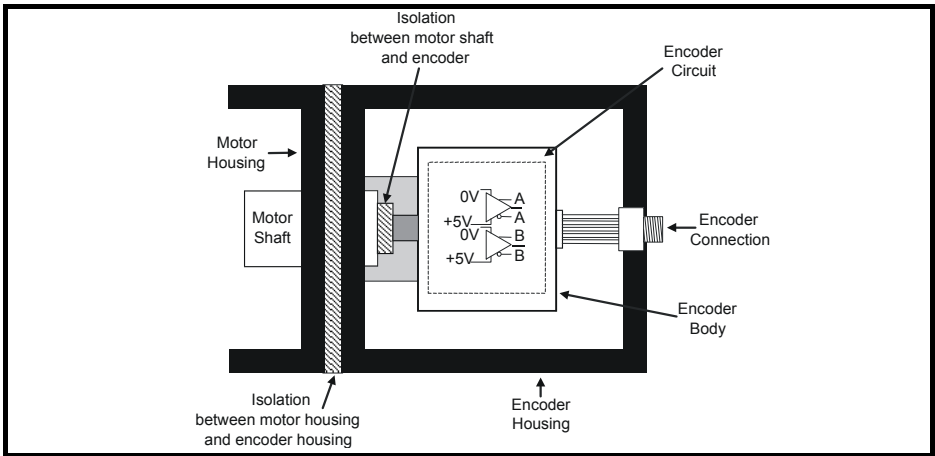 Isolation
between motor shaft
and encoder
Encoder
Circuit
Motor
Housing
Motor
Shaft
0V
A
+5V
A̅
0V
B
+5V
B̅
Encoder
Connection
Encoder
Body
Isolation
between motor housing
and encoder housing
Encoder
Housing